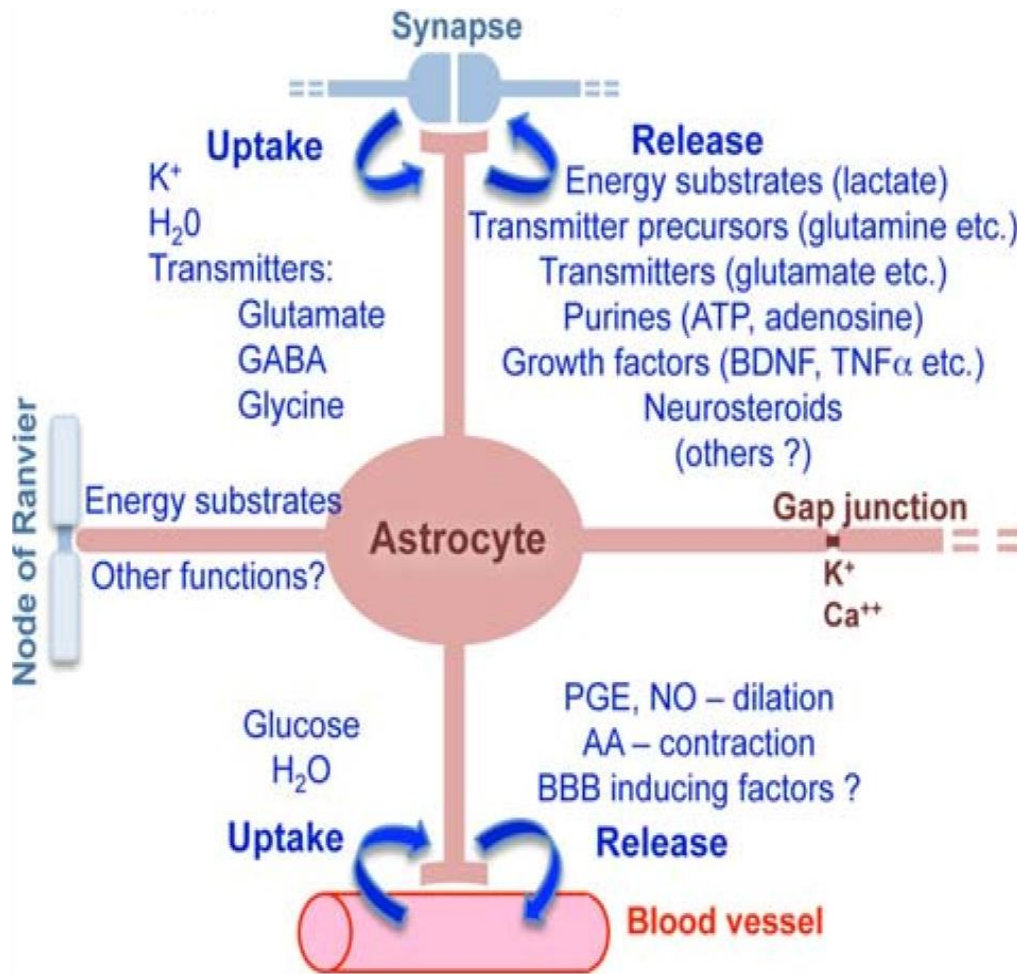 Synapse
Uptake
K⁺
H₂0
Transmitters:
Glutamate
GABA
Glycine
Release
Energy substrates (lactate)
Transmitter precursors (glutamine etc.)
Transmitters (glutamate etc.)
Purines (ATP, adenosine)
Growth factors (BDNF, TNFα etc.)
Neurosteroids
(others ?)
Node of Ranvier
Energy substrates
Other functions?
Astrocyte
Gap junction
K⁺
Ca⁺⁺
Glucose
H₂O
Uptake
PGE, NO – dilation
AA – contraction
BBB inducing factors ?
Release
Blood vessel